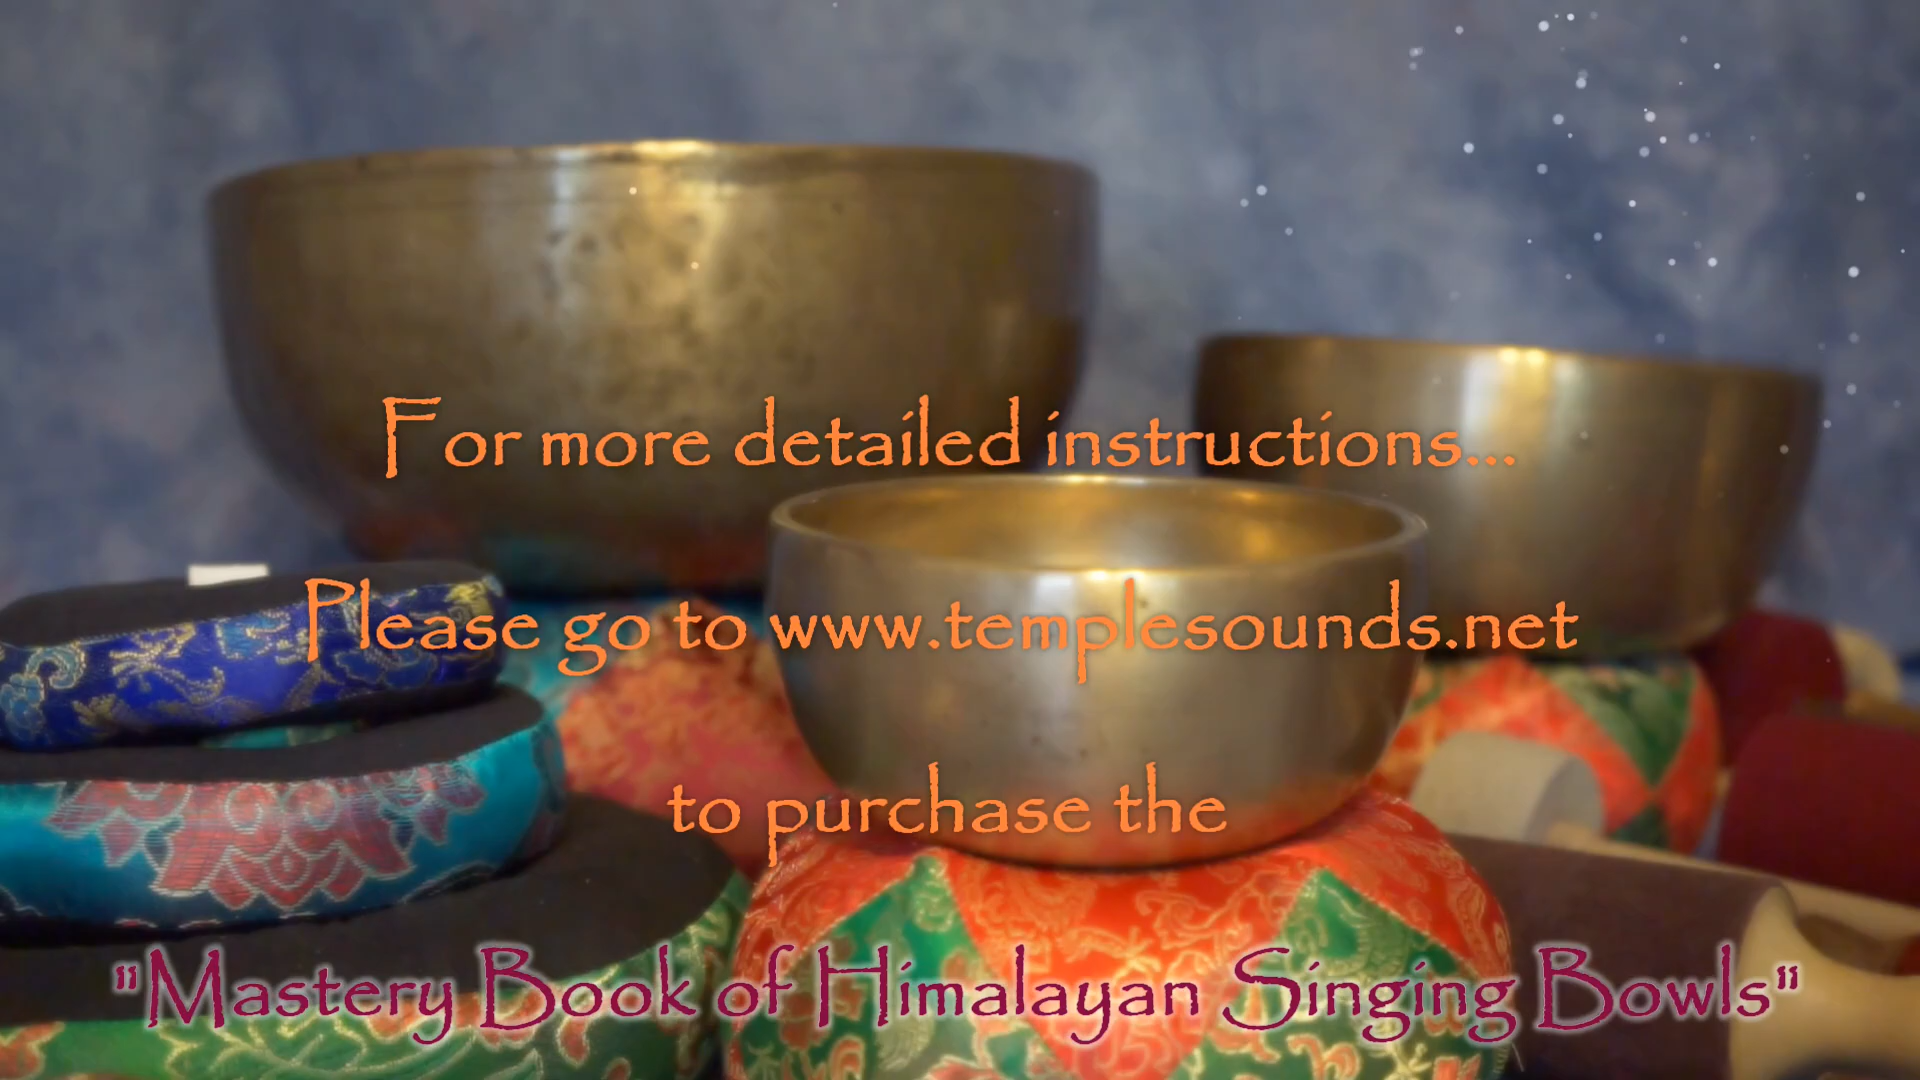 For more detailed instructions...
Please go to www.templesounds.net
to purchase the
"Mastery Book of Himalayan Singing Bowls"